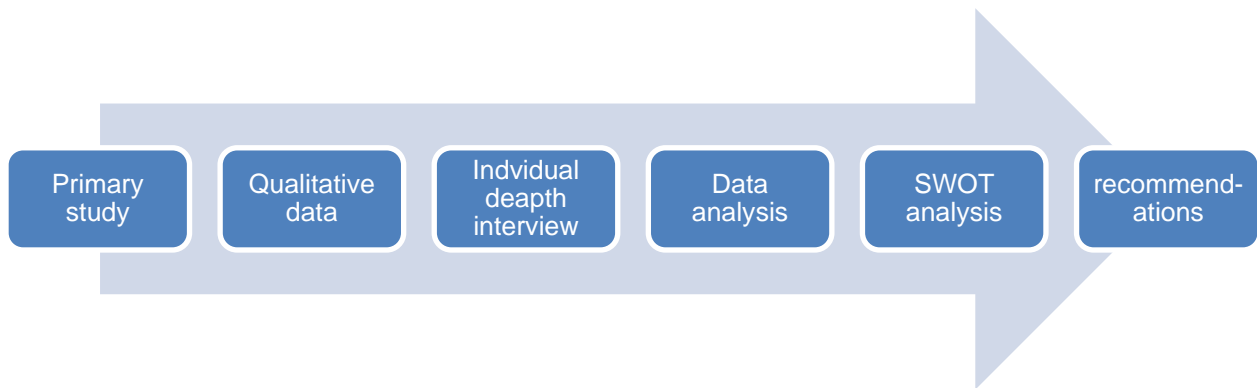 Primary
study
Qualitative
data
Indvidual
deapth
interview
Data
analysis
SWOT
analysis
recommend-
ations